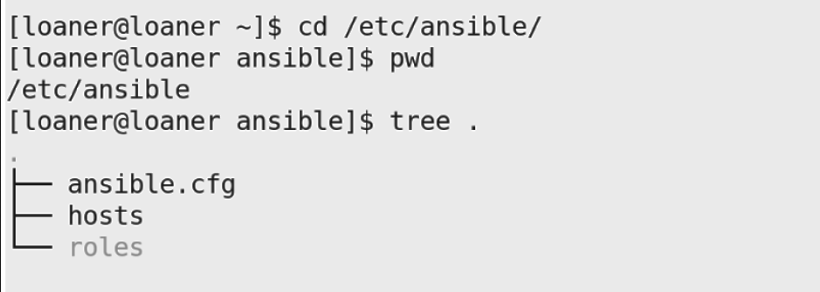 [loaner@loaner ~]$ cd /etc/ansible/
[loaner@loaner ansible]$ pwd
/etc/ansible
[loaner@loaner ansible]$ tree .
.
├── ansible.cfg
├── hosts
└── roles